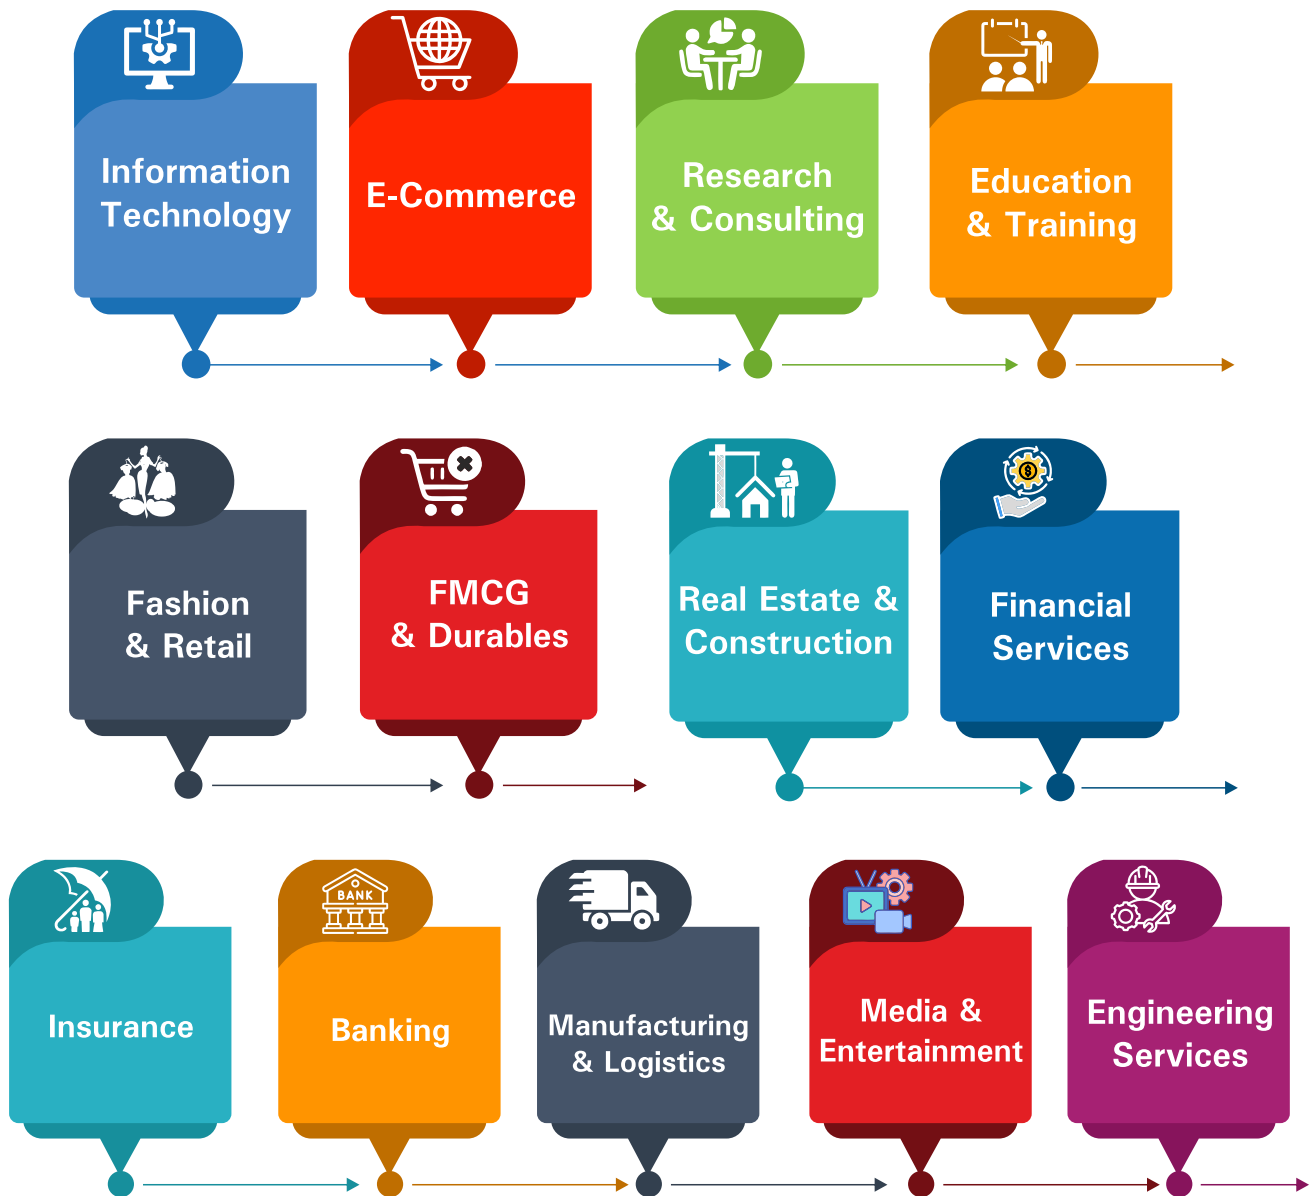 Information
Technology
E-Commerce
Research
& Consulting
Education
& Training
Fashion
& Retail
FMCG
& Durables
Real Estate &
Construction
Financial
Services
Insurance
BANK
Banking
Manufacturing
& Logistics
Media &
Entertainment
Engineering
Services